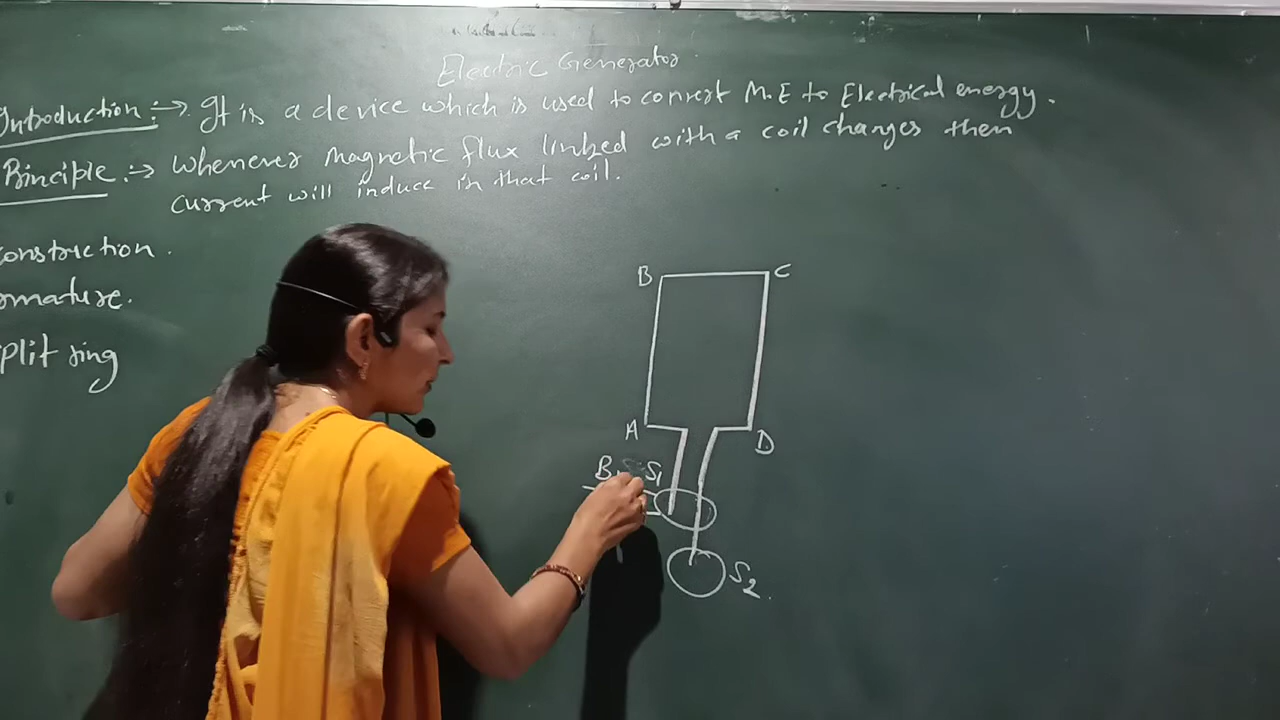 Electric Generator.
Introduction :→ It is a device which is used to convert M.E to Electrical energy.
Principle :→ Whenever magnetic flux linked with a coil changes then
current will induce in that coil.
onstruction.
rmature.
plit ring
B C
A D
B S1
S2